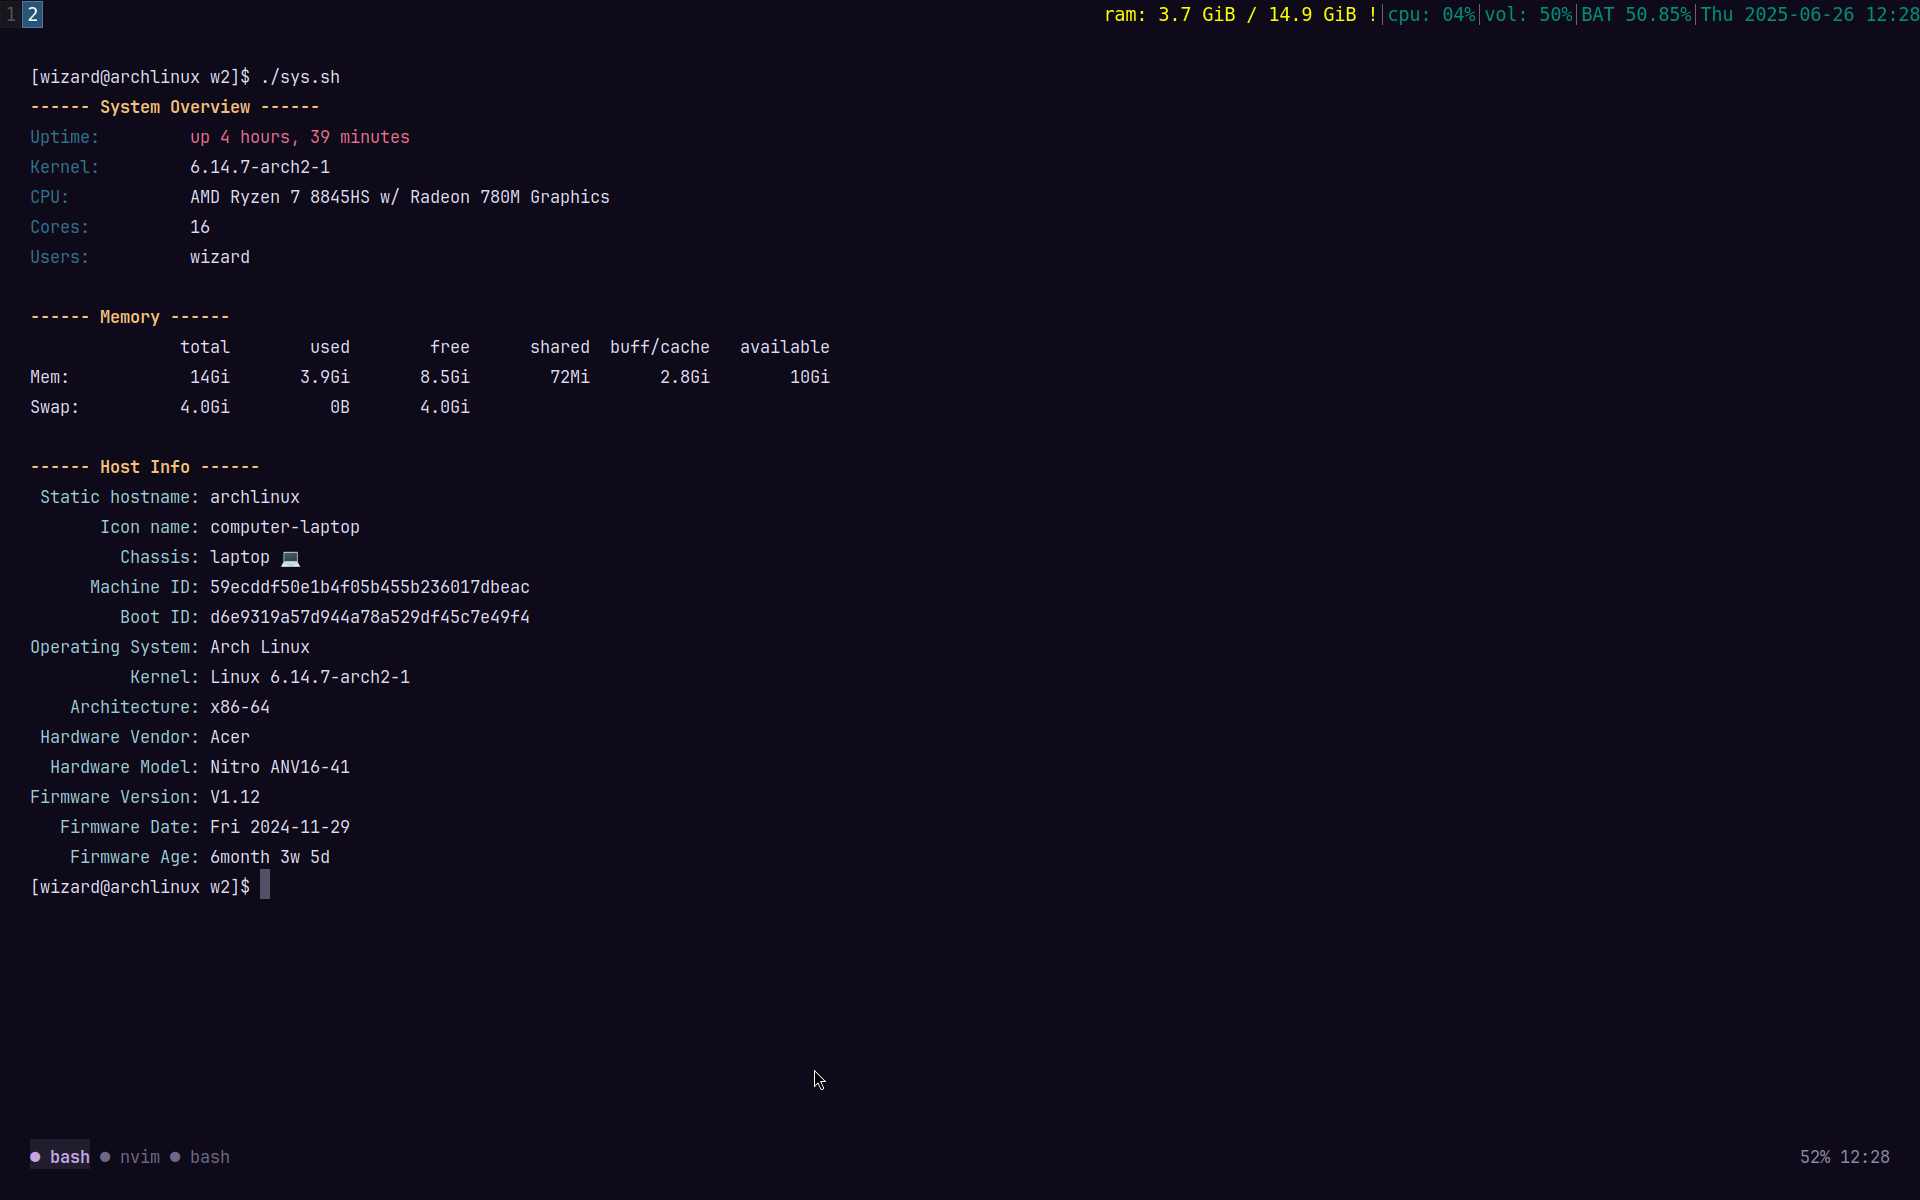 1 2 ram: 3.7 GiB / 14.9 GiB !|cpu: 04%|vol: 50%|BAT 50.85%|Thu 2025-06-26 12:28
[wizard@archlinux w2]$ ./sys.sh
------ System Overview ------
Uptime: up 4 hours, 39 minutes
Kernel: 6.14.7-arch2-1
CPU: AMD Ryzen 7 8845HS w/ Radeon 780M Graphics
Cores: 16
Users: wizard
------ Memory ------
total used free shared buff/cache available
Mem: 14Gi 3.9Gi 8.5Gi 72Mi 2.8Gi 10Gi
Swap: 4.0Gi 0B 4.0Gi
------ Host Info ------
Static hostname: archlinux
Icon name: computer-laptop
Chassis: laptop 💻
Machine ID: 59ecddf50e1b4f05b455b236017dbeac
Boot ID: d6e9319a57d944a78a529df45c7e49f4
Operating System: Arch Linux
Kernel: Linux 6.14.7-arch2-1
Architecture: x86-64
Hardware Vendor: Acer
Hardware Model: Nitro ANV16-41
Firmware Version: V1.12
Firmware Date: Fri 2024-11-29
Firmware Age: 6month 3w 5d
[wizard@archlinux w2]$
● bash ● nvim ● bash 52% 12:28